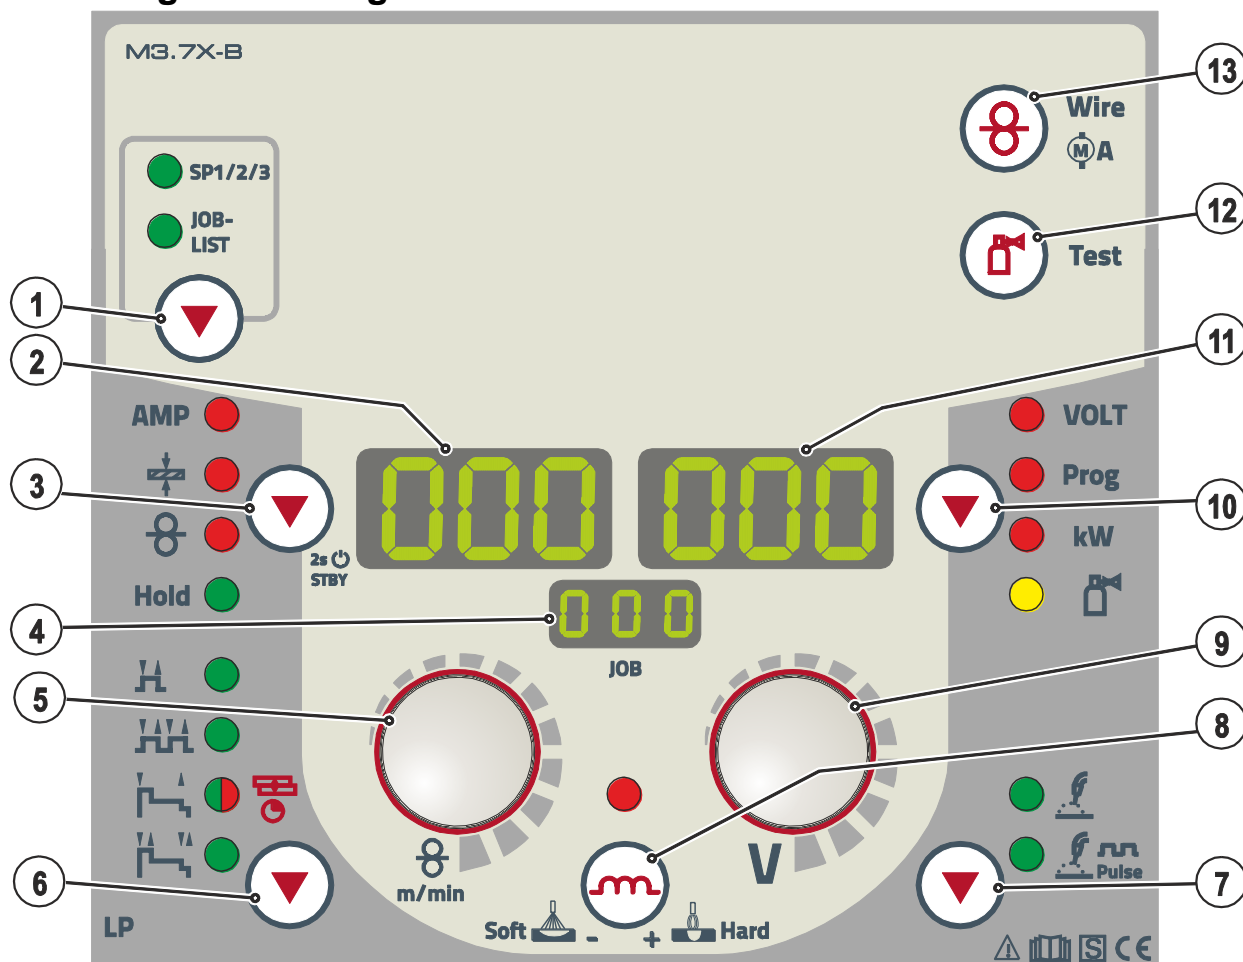 M3.7X-B
13
Wire
M A
SP1/2/3
JOB-
LIST
12
Test
1
2
11
AMP
VOLT
3
Prog
10
000
000
kW
2s
STBY
Hold
4
000
JOB
5
9
8
6
m/min
V
Pulse
7
LP
Soft
-
+
Hard
S
CE